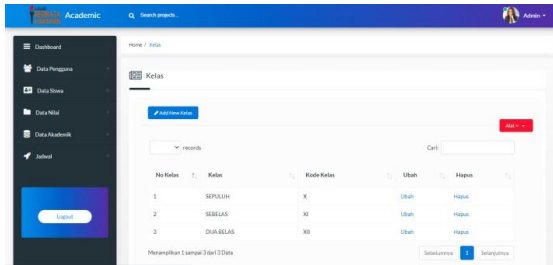 Academic
Search projects...
Admin
Dashboard
Data Pengguna
Data Siswa
Data Nilai
Data Akademik
Jadwal
Logout
Home / Kelas
Kelas
Add New Kelas
Alat
records
Cari:
No Kelas Kelas Kode Kelas Ubah Hapus
1 SEPULUH X Ubah Hapus
2 SEBELAS XI Ubah Hapus
3 DUA BELAS XII Ubah Hapus
Menampilkan 1 sampai 3 dari 3 Data
Sebelumnya 1 Selanjutnya